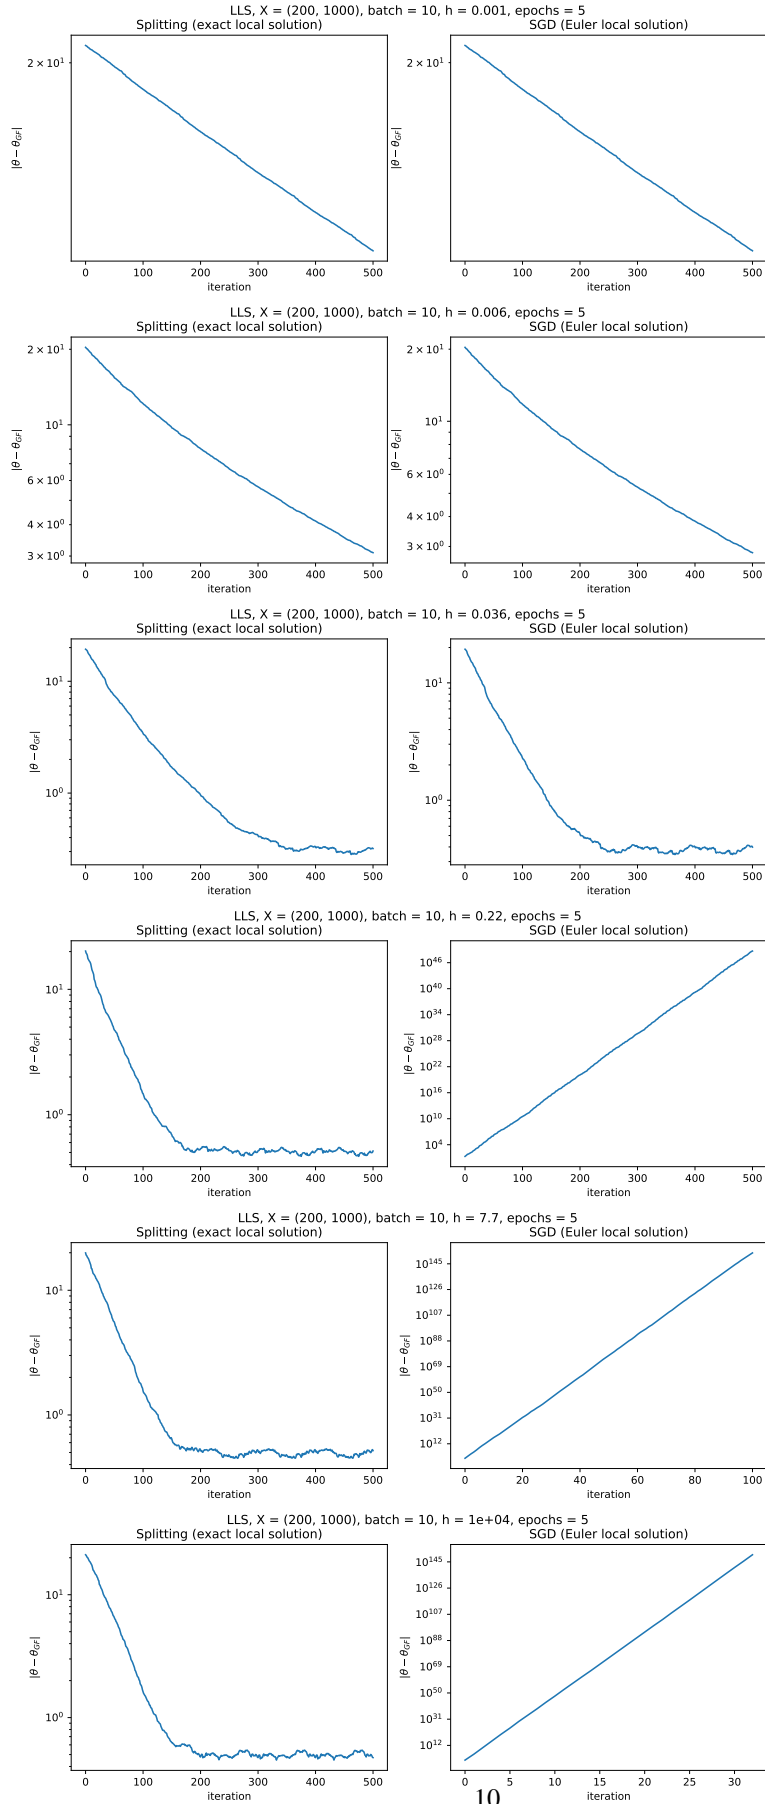 LLS, X = (200, 1000), batch = 10, h = 0.001, epochs = 5
Splitting (exact local solution)
SGD (Euler local solution)
2 × 10¹
|θ − θ_GF|
0 100 200 300 400 500
iteration
2 × 10¹
|θ − θ_GF|
0 100 200 300 400 500
iteration
LLS, X = (200, 1000), batch = 10, h = 0.006, epochs = 5
Splitting (exact local solution)
SGD (Euler local solution)
2 × 10¹
10¹
6 × 10⁰
4 × 10⁰
3 × 10⁰
|θ − θ_GF|
0 100 200 300 400 500
iteration
2 × 10¹
10¹
6 × 10⁰
4 × 10⁰
3 × 10⁰
|θ − θ_GF|
0 100 200 300 400 500
iteration
LLS, X = (200, 1000), batch = 10, h = 0.036, epochs = 5
Splitting (exact local solution)
SGD (Euler local solution)
10¹
10⁰
|θ − θ_GF|
0 100 200 300 400 500
iteration
10¹
10⁰
|θ − θ_GF|
0 100 200 300 400 500
iteration
LLS, X = (200, 1000), batch = 10, h = 0.22, epochs = 5
Splitting (exact local solution)
SGD (Euler local solution)
10¹
10⁰
|θ − θ_GF|
0 100 200 300 400 500
iteration
10⁴⁶
10⁴⁰
10³⁴
10²⁸
10²²
10¹⁶
10¹⁰
10⁴
|θ − θ_GF|
0 100 200 300 400 500
iteration
LLS, X = (200, 1000), batch = 10, h = 7.7, epochs = 5
Splitting (exact local solution)
SGD (Euler local solution)
10¹
10⁰
|θ − θ_GF|
0 100 200 300 400 500
iteration
10¹⁴⁵
10¹²⁶
10¹⁰⁷
10⁸⁸
10⁶⁹
10⁵⁰
10³¹
10¹²
|θ − θ_GF|
0 20 40 60 80 100
iteration
LLS, X = (200, 1000), batch = 10, h = 1e+04, epochs = 5
Splitting (exact local solution)
SGD (Euler local solution)
10¹
10⁰
|θ − θ_GF|
0 100 200 300 400 500
iteration
10¹⁴⁵
10¹²⁶
10¹⁰⁷
10⁸⁸
10⁶⁹
10⁵⁰
10³¹
10¹²
|θ − θ_GF|
0 5 10 15 20 25 30
iteration
10